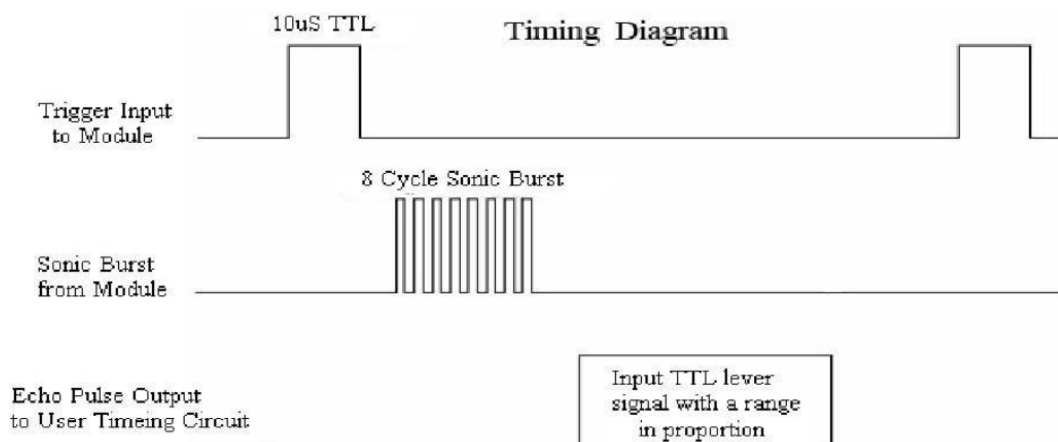 10uS TTL
Timing Diagram
Trigger Input
to Module
8 Cycle Sonic Burst
Sonic Burst
from Module
Echo Pulse Output
to User Timeing Circuit
Input TTL lever
signal with a range
in proportion